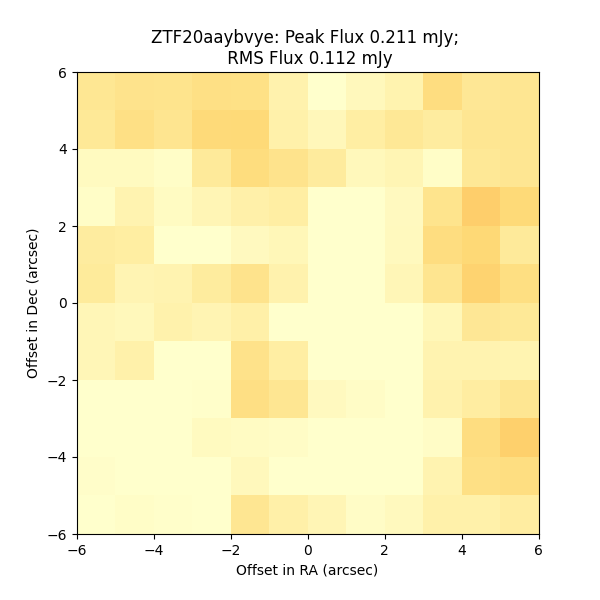 ZTF20aaybvye: Peak Flux 0.211 mJy;
RMS Flux 0.112 mJy
6
4
2
0
−2
−4
−6
Offset in Dec (arcsec)
−6 −4 −2 0 2 4 6
Offset in RA (arcsec)